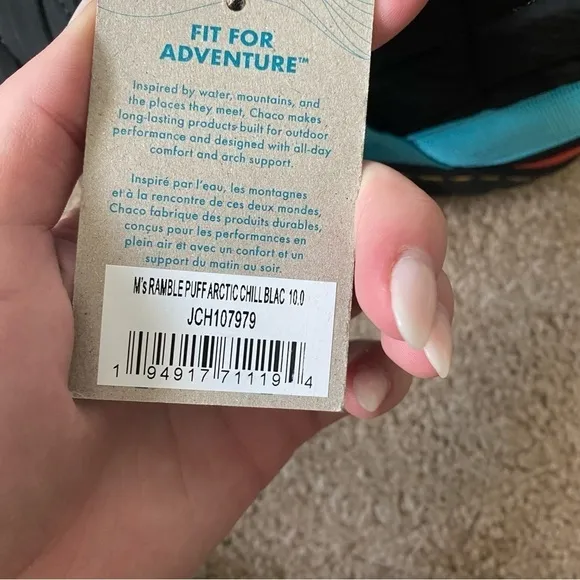 FIT FOR
ADVENTURE™
Inspired by water, mountains, and
the places they meet, Chaco makes
long-lasting products built for outdoor
performance and designed with all-day
comfort and arch support.
Inspiré par l'eau, les montagnes
et à la rencontre de ces deux mondes,
Chaco fabrique des produits durables,
conçus pour les performances en
plein air et avec un confort et un
support du matin au soir.
M's RAMBLE PUFF ARCTIC CHILL BLAC 10.0
JCH107979
1 94917 71119 4